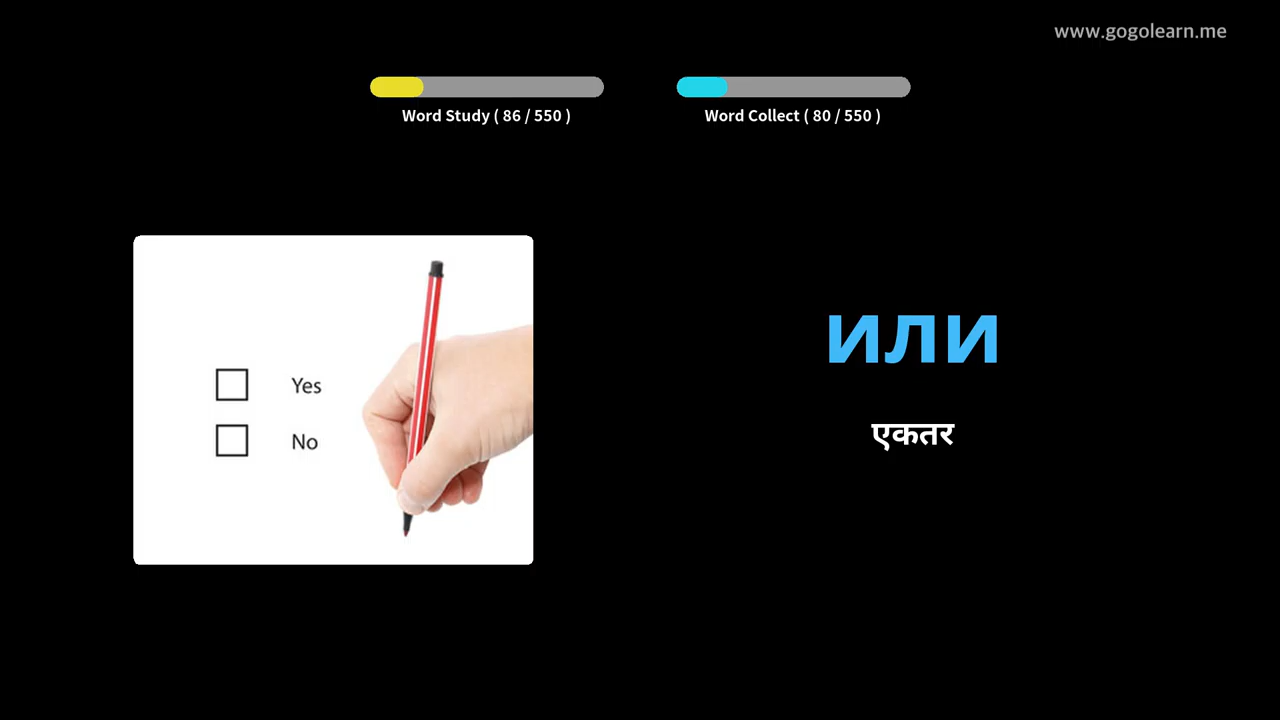 www.gogolearn.me
Word Study ( 86 / 550 )
Word Collect ( 80 / 550 )
Yes
No
или
एकतर